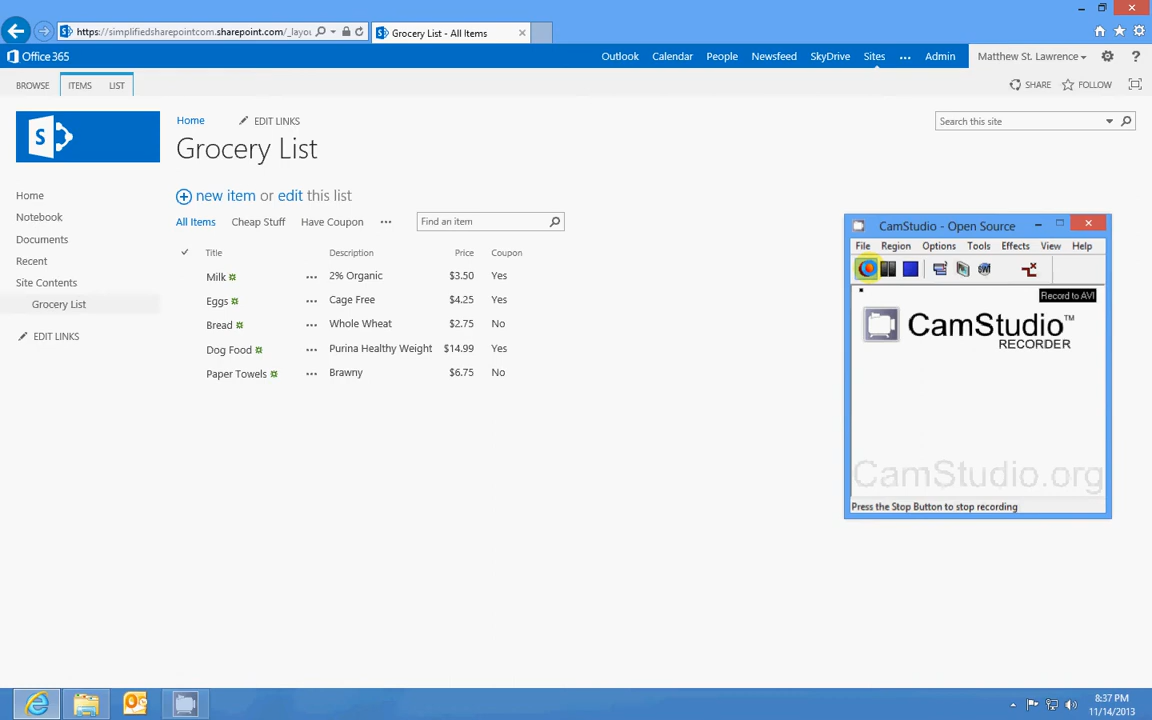 https://simplifiedsharepointcom.sharepoint.com/_layou
Grocery List - All Items
Office 365
Outlook Calendar People Newsfeed SkyDrive Sites ••• Admin Matthew St. Lawrence ?
BROWSE ITEMS LIST
SHARE FOLLOW
S
Home EDIT LINKS
Search this site
Grocery List
Home
Notebook
Documents
Recent
Site Contents
Grocery List
EDIT LINKS
new item or edit this list
All Items Cheap Stuff Have Coupon ••• Find an item
Title Description Price Coupon
Milk ••• 2% Organic $3.50 Yes
Eggs ••• Cage Free $4.25 Yes
Bread ••• Whole Wheat $2.75 No
Dog Food ••• Purina Healthy Weight $14.99 Yes
Paper Towels ••• Brawny $6.75 No
CamStudio - Open Source
File Region Options Tools Effects View Help
Record to AVI
CamStudio™
RECORDER
CamStudio.org
Press the Stop Button to stop recording
8:37 PM
11/14/2013